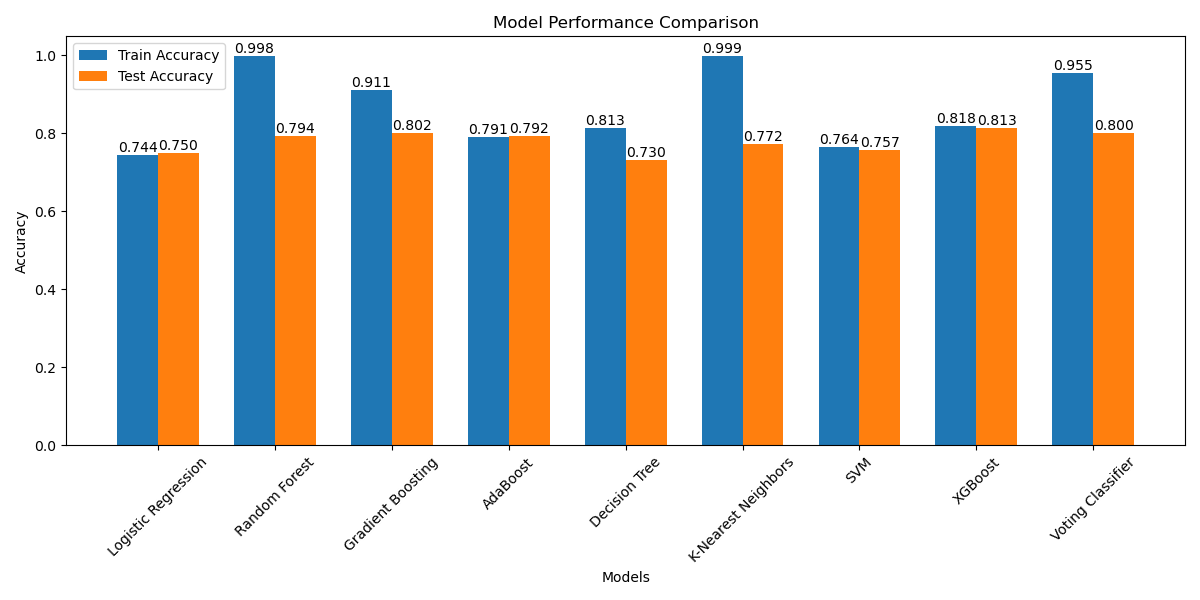 Model Performance Comparison
Train Accuracy
Test Accuracy
Accuracy
1.0
0.8
0.6
0.4
0.2
0.0
0.744 0.750
0.998 0.794
0.911 0.802
0.791 0.792
0.813 0.730
0.999 0.772
0.764 0.757
0.818 0.813
0.955 0.800
Logistic Regression
Random Forest
Gradient Boosting
AdaBoost
Decision Tree
K-Nearest Neighbors
SVM
XGBoost
Voting Classifier
Models